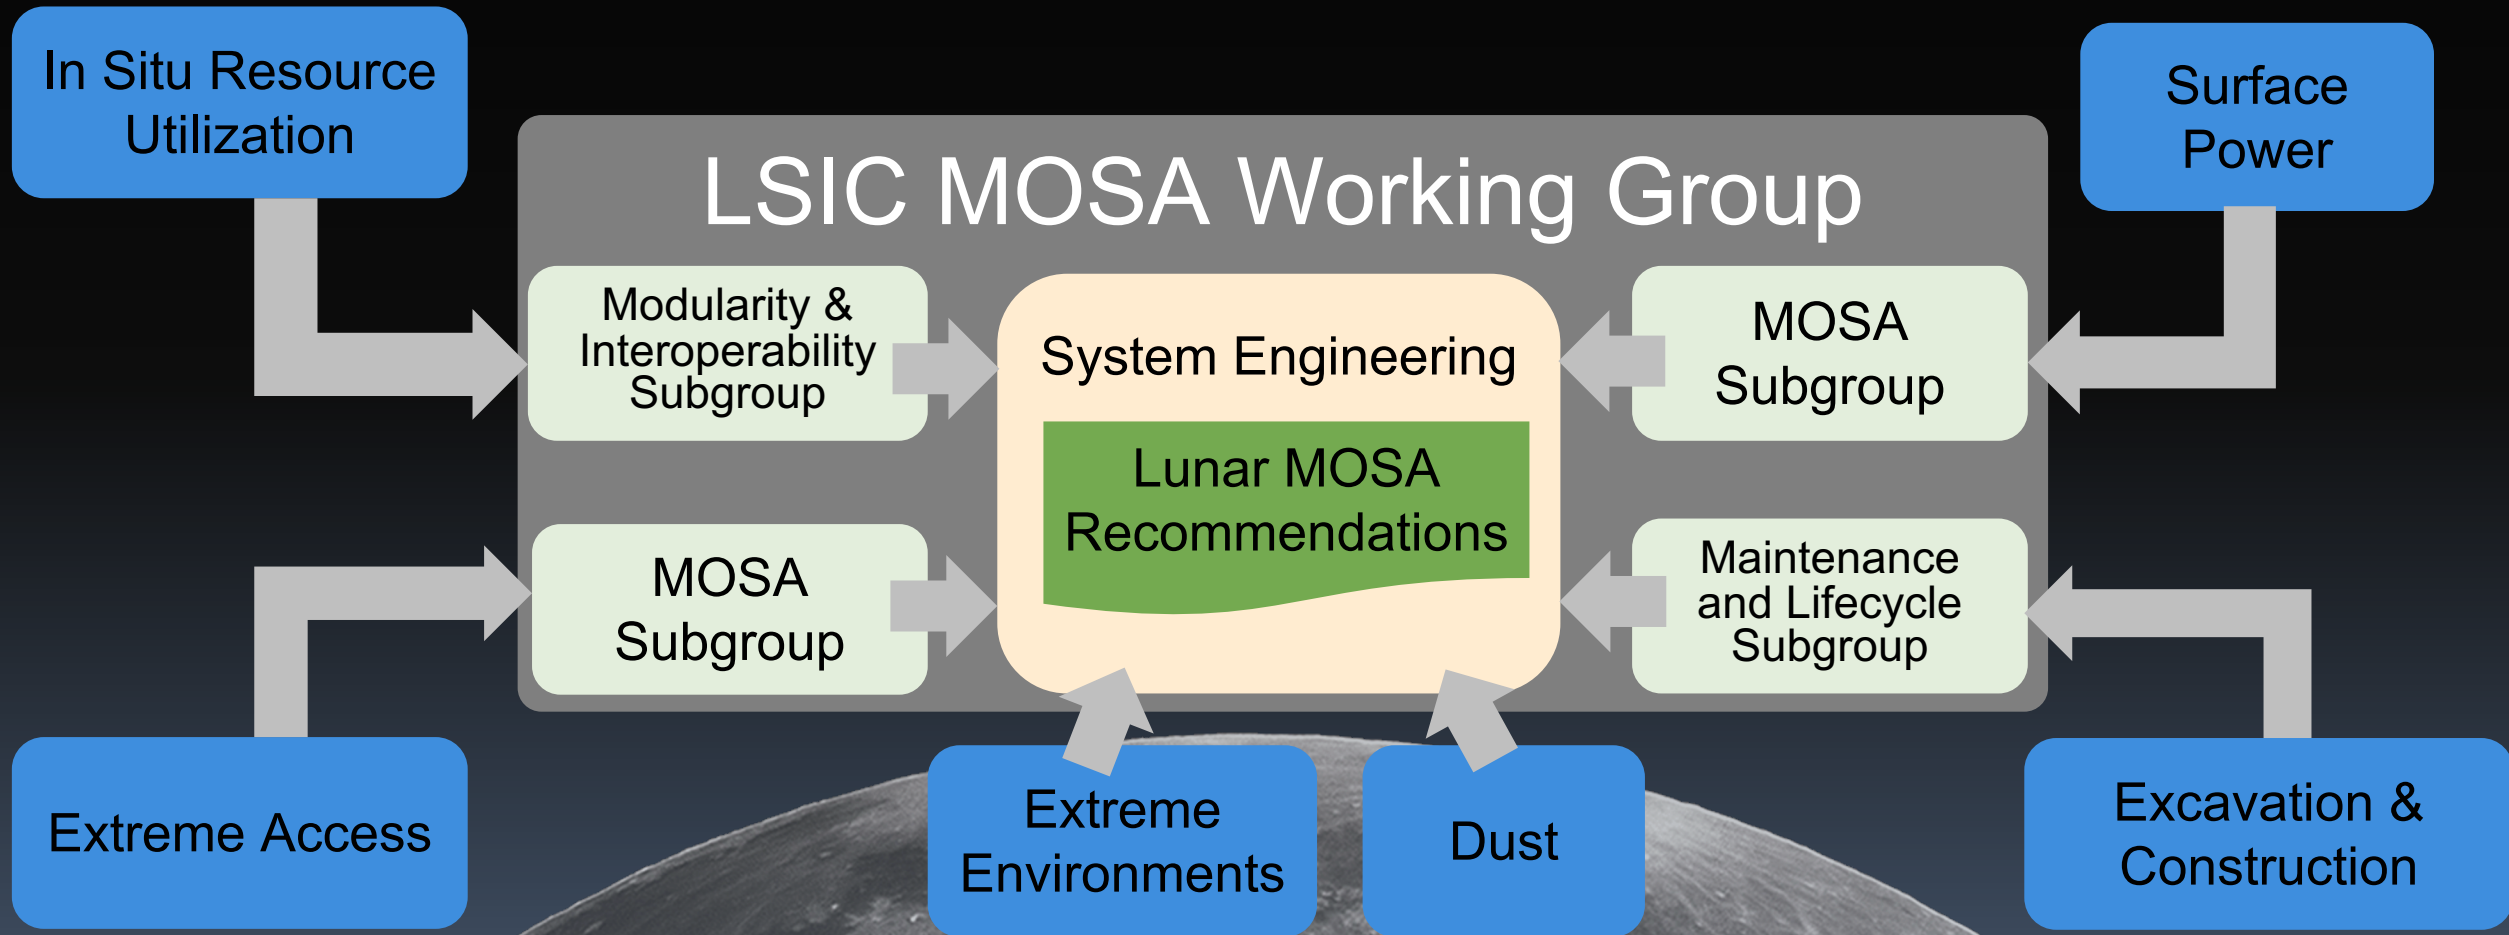 In Situ Resource
Utilization
Surface
Power
LSIC MOSA Working Group
Modularity &
Interoperability
Subgroup
System Engineering
MOSA
Subgroup
Lunar MOSA
Recommendations
MOSA
Subgroup
Maintenance
and Lifecycle
Subgroup
Extreme Access
Extreme
Environments
Dust
Excavation &
Construction